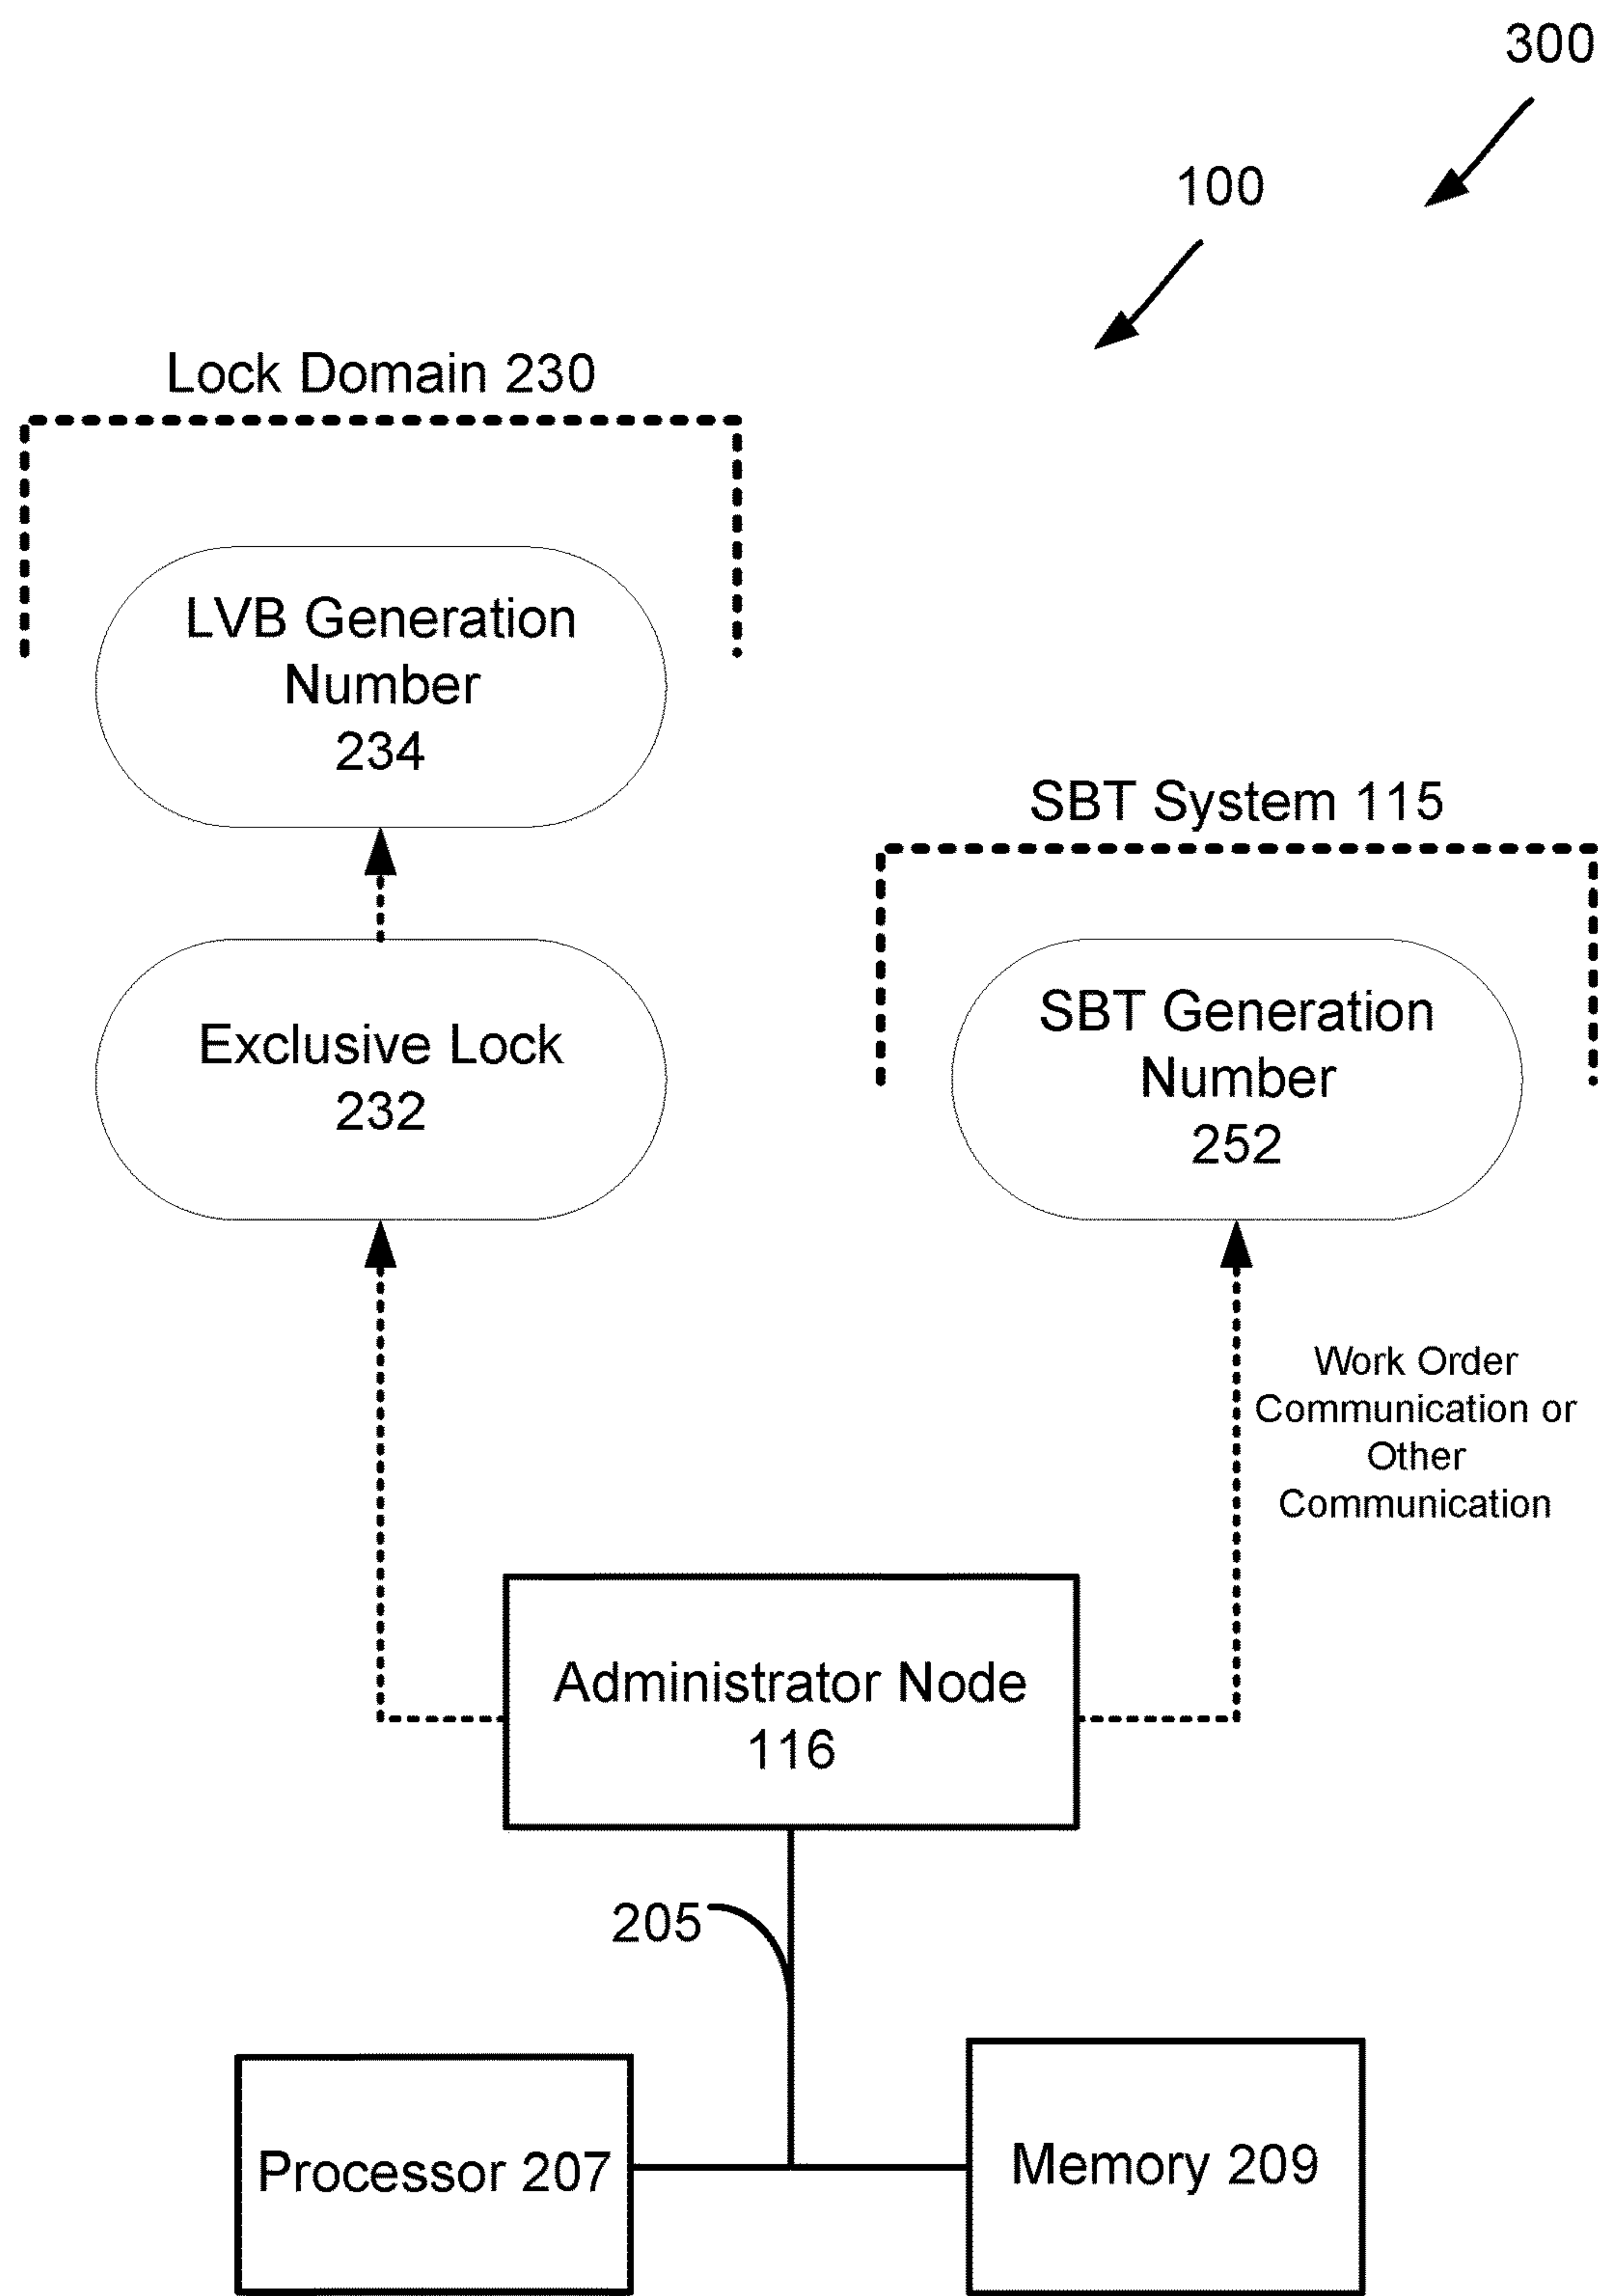 300
100
Lock Domain 230
LVB Generation
Number
234
SBT System 115
Exclusive Lock
232
SBT Generation
Number
252
Work Order
Communication or
Other
Communication
Administrator Node
116
205
Processor 207
Memory 209